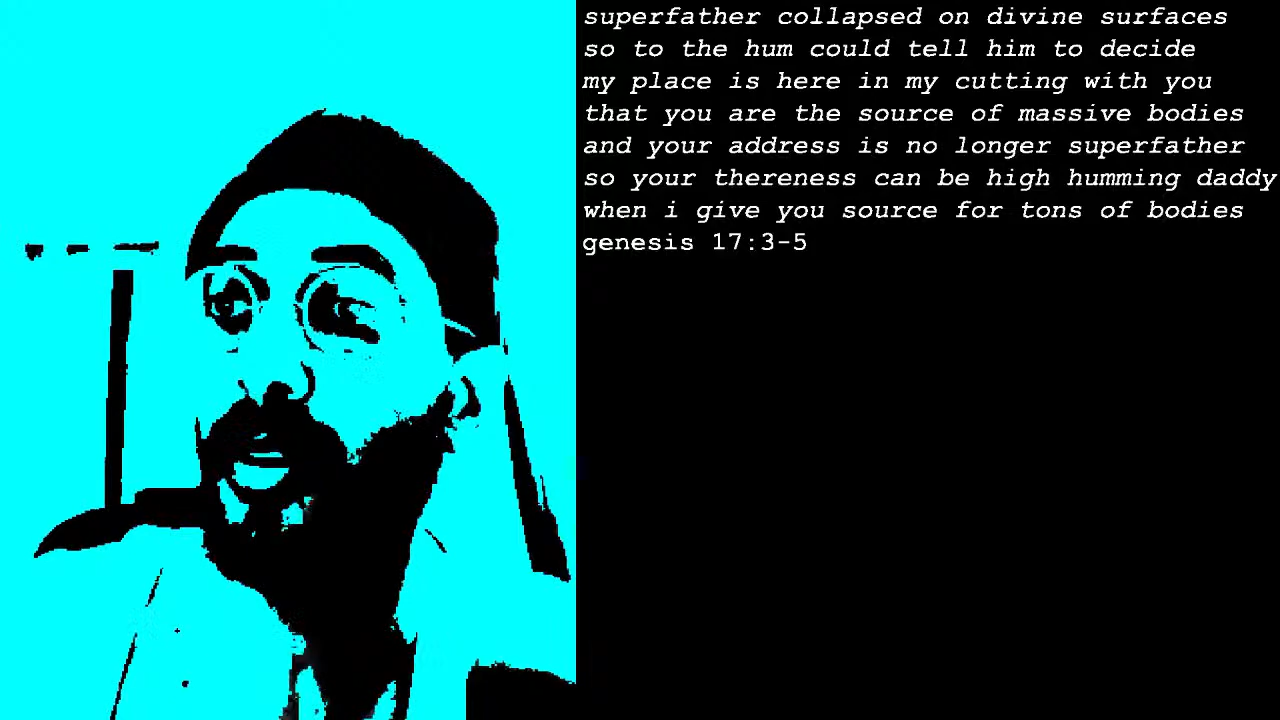 superfather collapsed on divine surfaces
so to the hum could tell him to decide
my place is here in my cutting with you
that you are the source of massive bodies
and your address is no longer superfather
so your thereness can be high humming daddy
when i give you source for tons of bodies
genesis 17:3-5